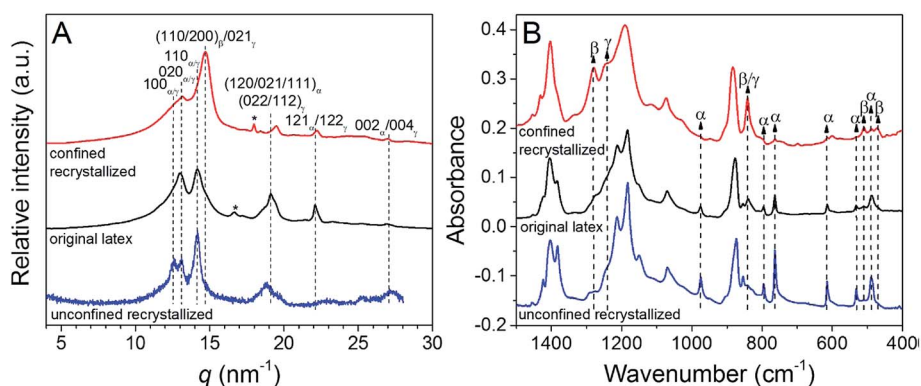 A
B
Relative intensity (a.u.)
(110/200)β/021γ
110α/γ
020α/γ
100α/γ
(120/021/111)α
(022/112)γ
121α/122γ
002α/004γ
*
confined
recrystallized
*
original latex
unconfined recrystallized
5 10 15 20 25 30
q (nm⁻¹)
Absorbance
0.4
0.3
0.2
0.1
0.0
-0.1
-0.2
β γ β/γ α α α α α β α β
confined
recrystallized
original latex
unconfined recrystallized
1400 1200 1000 800 600 400
Wavenumber (cm⁻¹)